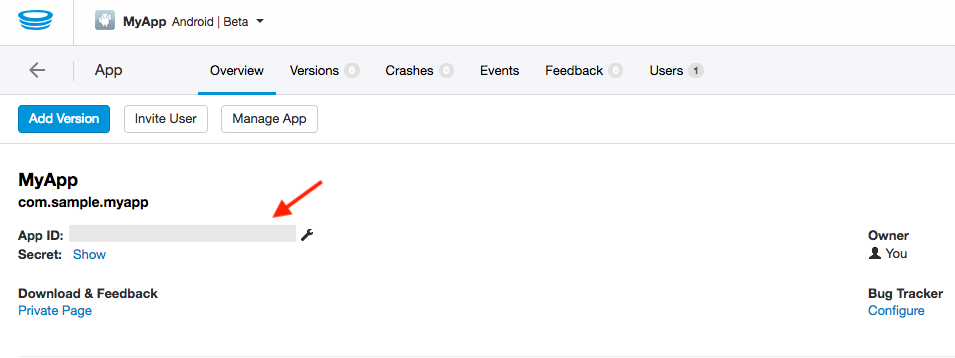 MyApp Android | Beta
App Overview Versions 0 Crashes 0 Events Feedback 0 Users 1
Add Version Invite User Manage App
MyApp
com.sample.myapp
App ID:
Secret: Show
Owner
You
Download & Feedback
Private Page
Bug Tracker
Configure